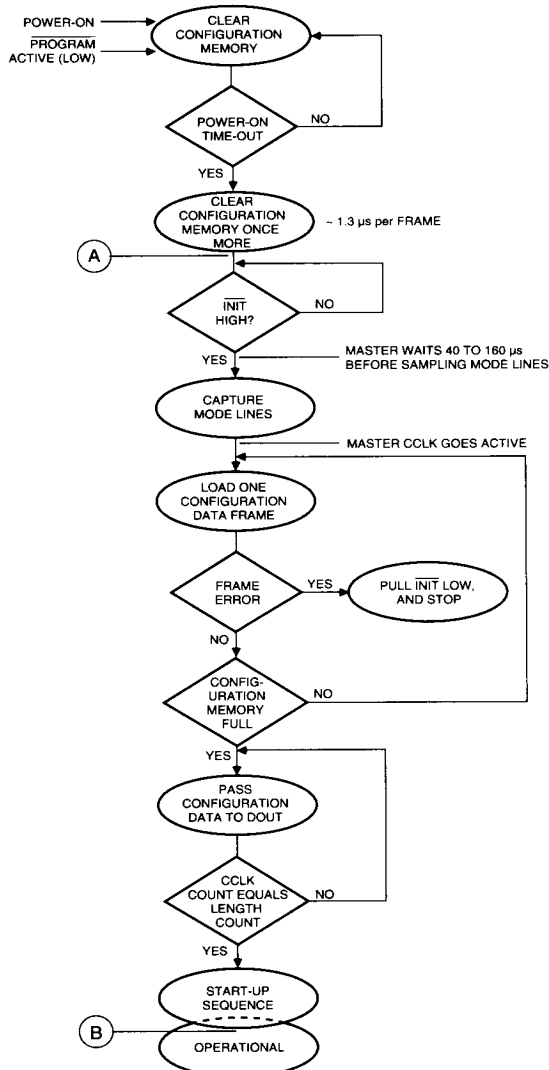 POWER-ON
PROGRAM
ACTIVE (LOW)
CLEAR
CONFIGURATION
MEMORY
POWER-ON
TIME-OUT
NO
YES
CLEAR
CONFIGURATION
MEMORY ONCE
MORE
~ 1.3 µs per FRAME
A
INIT
HIGH?
NO
YES
MASTER WAITS 40 TO 160 µs
BEFORE SAMPLING MODE LINES
CAPTURE
MODE LINES
MASTER CCLK GOES ACTIVE
LOAD ONE
CONFIGURATION
DATA FRAME
FRAME
ERROR
YES
PULL INIT LOW,
AND STOP
NO
CONFIG-
URATION
MEMORY
FULL
NO
YES
PASS
CONFIGURATION
DATA TO DOUT
CCLK
COUNT EQUALS
LENGTH
COUNT
NO
YES
START-UP
SEQUENCE
B
OPERATIONAL